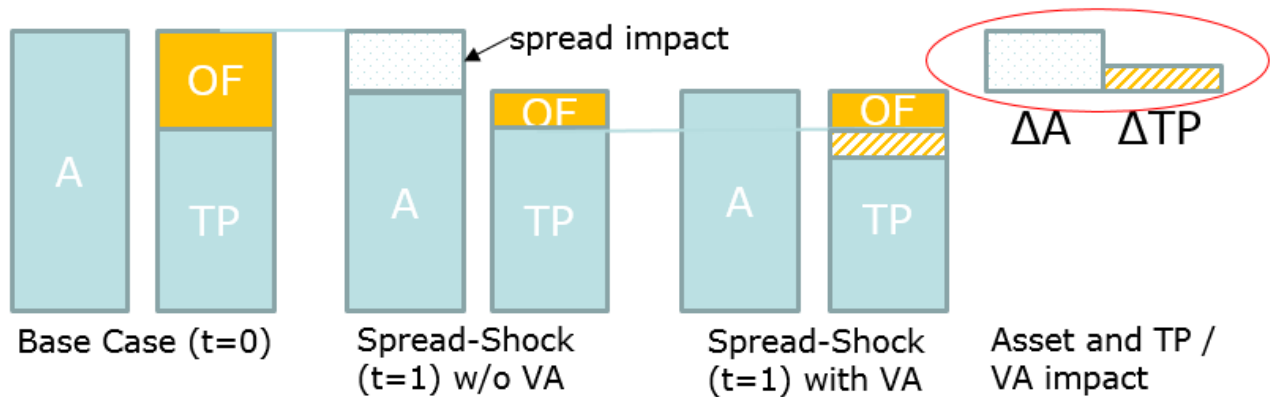 spread impact
A
OF
TP
A
OF
TP
A
OF
TP
ΔA ΔTP
Base Case (t=0)
Spread-Shock
(t=1) w/o VA
Spread-Shock
(t=1) with VA
Asset and TP /
VA impact